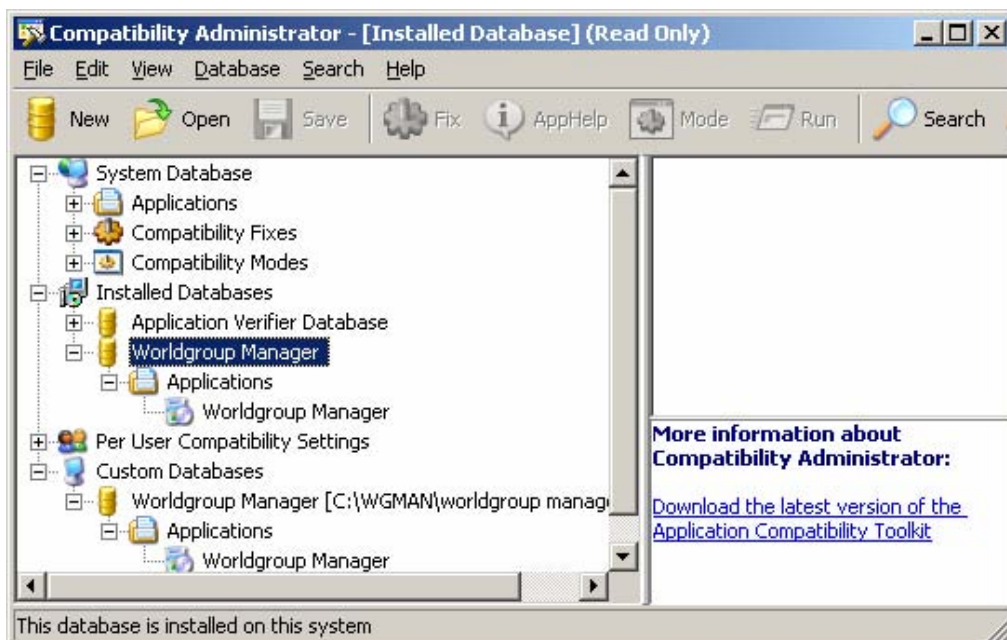 Compatibility Administrator - [Installed Database] (Read Only)
File Edit View Database Search Help
New Open Save Fix AppHelp Mode Run Search
System Database
Applications
Compatibility Fixes
Compatibility Modes
Installed Databases
Application Verifier Database
Worldgroup Manager
Applications
Worldgroup Manager
Per User Compatibility Settings
Custom Databases
Worldgroup Manager [C:\WGMAN\worldgroup manag
Applications
Worldgroup Manager
More information about
Compatibility Administrator:
Download the latest version of the
Application Compatibility Toolkit
This database is installed on this system